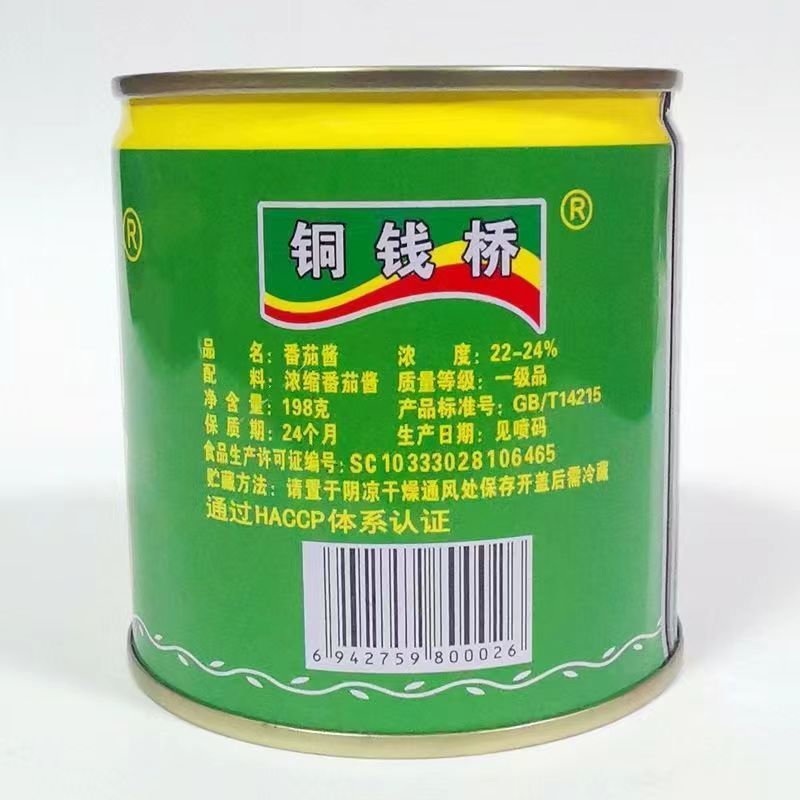 ®
铜钱桥 ®
品 名：番茄酱 浓 度：22-24%
配 料：浓缩番茄酱 质量等级：一级品
净 含 量：198克 产品标准号：GB/T14215
保 质 期：24个月 生产日期：见喷码
食品生产许可证编号：SC10333028106465
贮藏方法：请置于阴凉干燥通风处保存开盖后需冷藏
通过HACCP体系认证
6 942759 800026